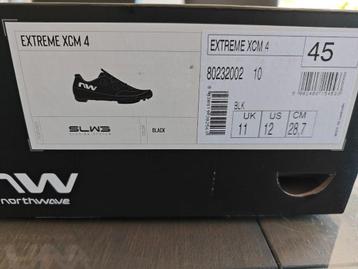 EXTREME XCM 4
EXTREME XCM 4
45
80232002 10
SLW3
BLACK
BLK
UK
US
CM
11
12
28,7
northwave